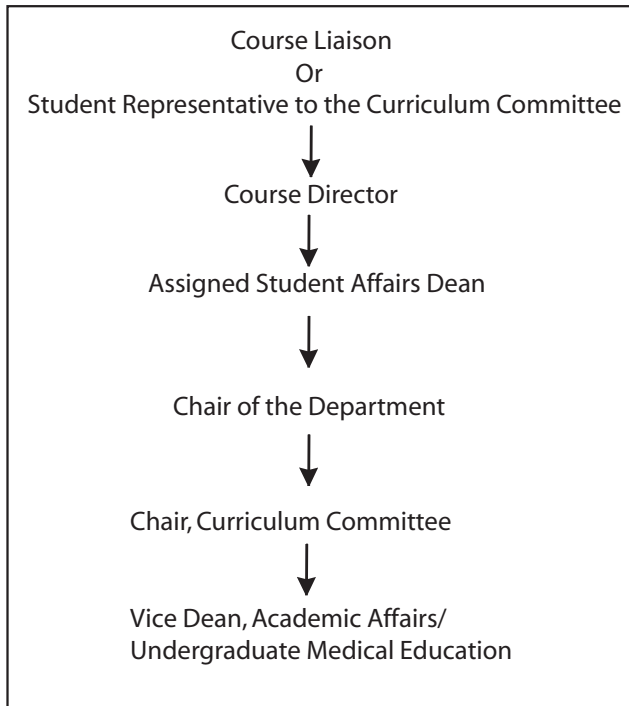 Course Liaison
Or
Student Representative to the Curriculum Committee
Course Director
Assigned Student Affairs Dean
Chair of the Department
Chair, Curriculum Committee
Vice Dean, Academic Affairs/
Undergraduate Medical Education